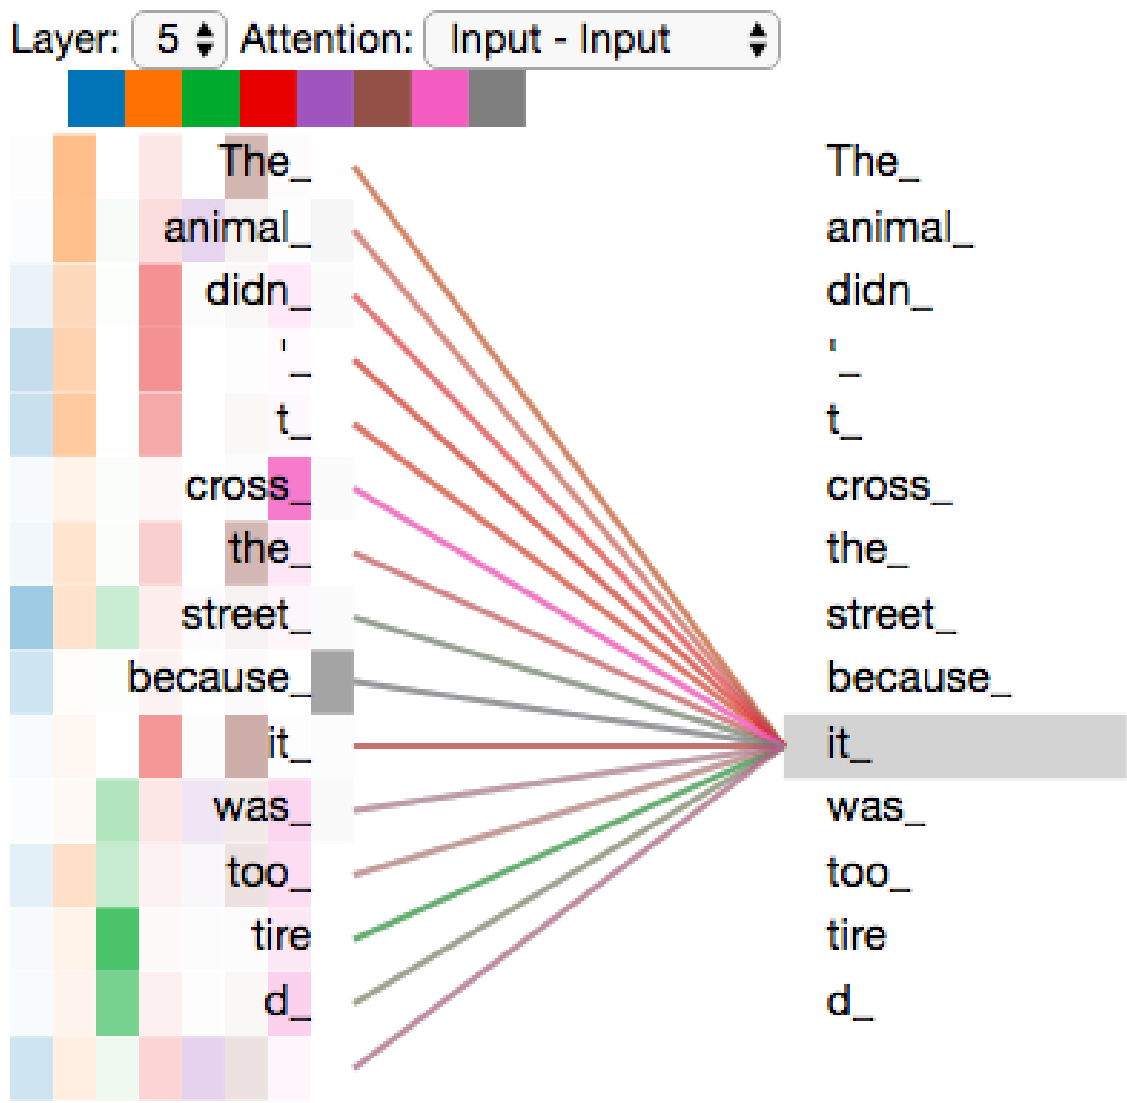 Layer: 5 Attention: Input - Input
The_ The_
animal_ animal_
didn_ didn_
'_ '_
t_ t_
cross_ cross_
the_ the_
street_ street_
because_ because_
it_ it_
was_ was_
too_ too_
tire tire
d_ d_